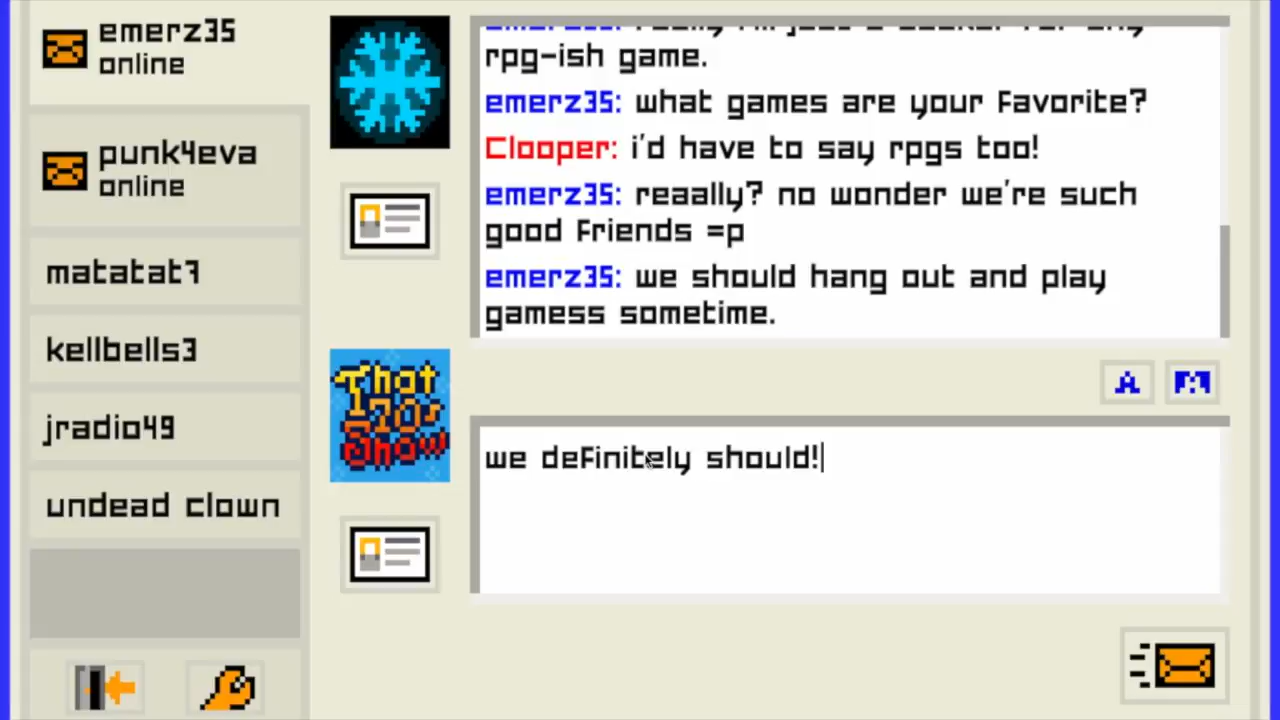 emerz35
online
punk4eva
online
matatat7
kellbells3
jradio49
undead clown
rpg-ish game.
emerz35: what games are your favorite?
Clooper: i'd have to say rpgs too!
emerz35: reaally? no wonder we're such
good friends =p
emerz35: we should hang out and play
gamess sometime.
That
70s
Show
A
we definitely should!